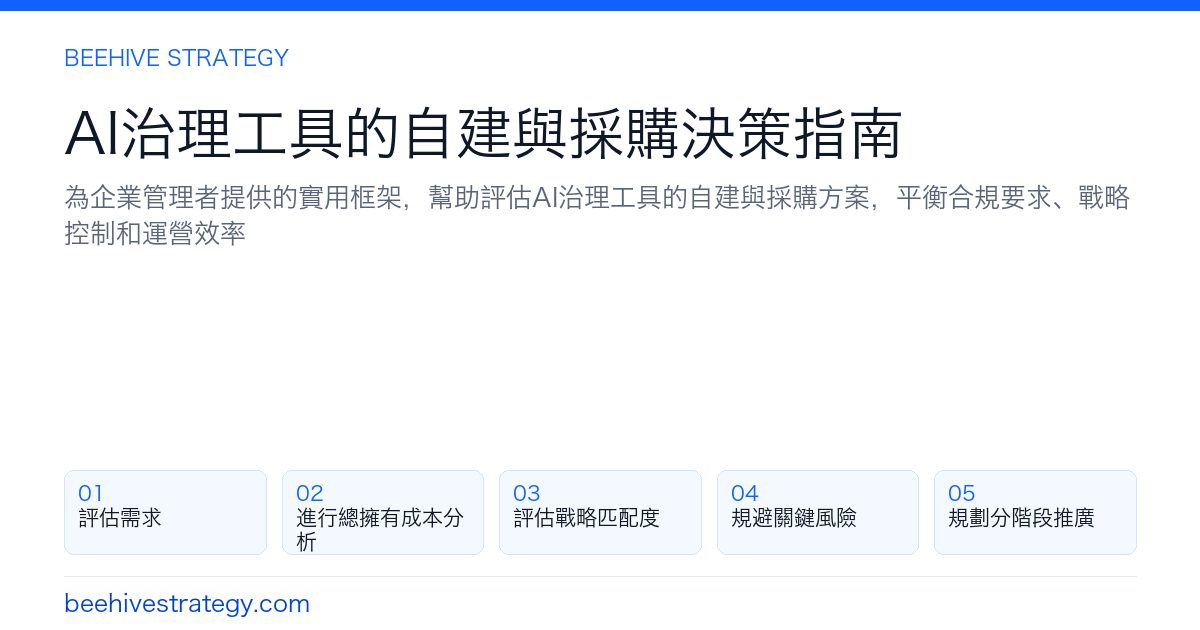 BEEHIVE STRATEGY
AI治理工具的自建與採購決策指南
為企業管理者提供的實用框架，幫助評估AI治理工具的自建與採購方案，平衡合規要求、戰略
控制和運營效率
01
評估需求
02
進行總擁有成本分
析
03
評估戰略匹配度
04
規避關鍵風險
05
規劃分階段推廣
beehivestrategy.com